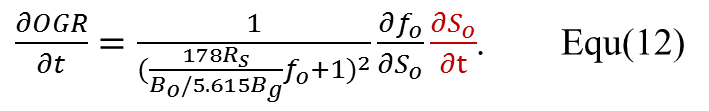 ∂OGR/∂t = 1/((178R_s/(B_o/5.615B_g) f_o+1)^2) ∂f_o/∂S_o ∂S_o/∂t. Equ(12)